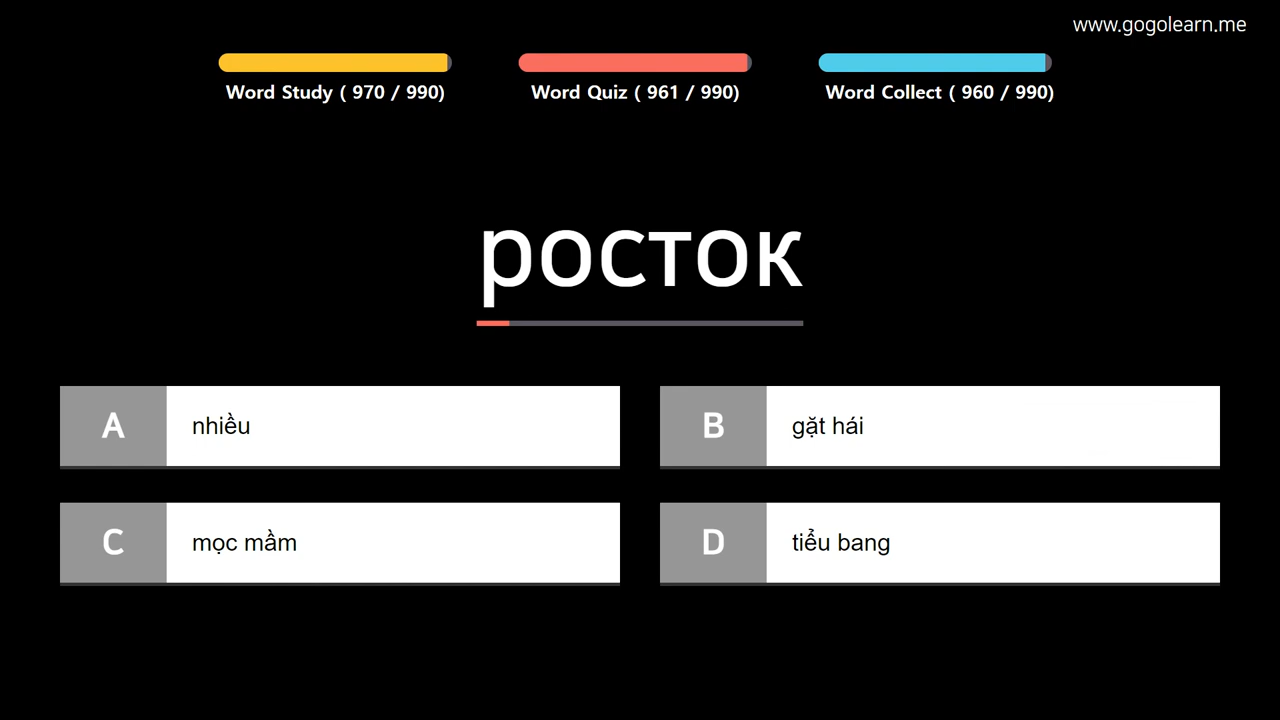 www.gogolearn.me
Word Study ( 970 / 990)
Word Quiz ( 961 / 990)
Word Collect ( 960 / 990)
росток
A nhiều
B gặt hái
C mọc mầm
D tiểu bang